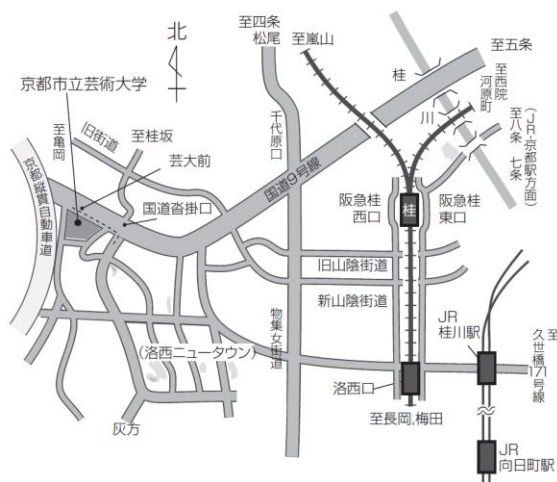 北
至四条
松尾
至嵐山
至五条
桂
川
至西院
河原町
至八条 七条
(JR・京都駅方面)
京都市立芸術大学
至亀岡
旧街道
至桂坂
芸大前
国道沓掛口
千代原口
国道9号線
京都縦貫自動車道
阪急桂
西口
桂
阪急桂
東口
旧山陰街道
新山陰街道
物集女街道
(洛西ニュータウン)
灰方
洛西口
至長岡,梅田
JR
桂川駅
至
久世橋
171号線
JR
向日町駅